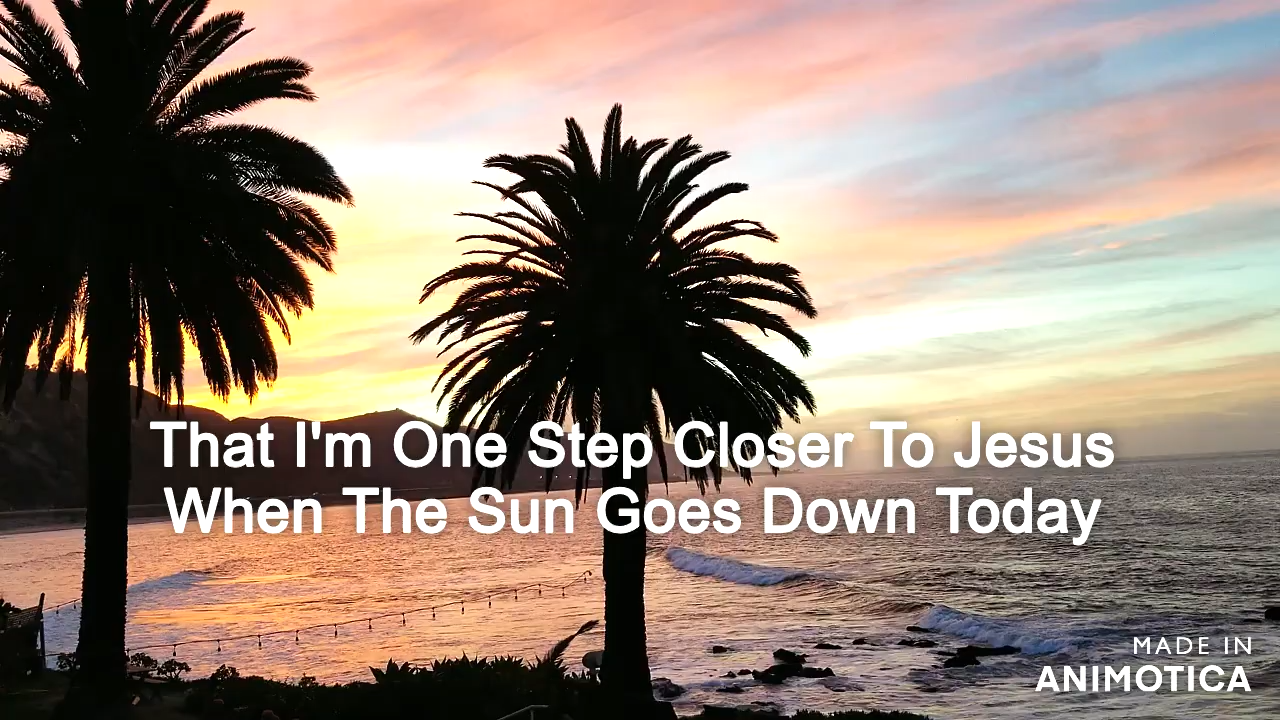 That I'm One Step Closer To Jesus
When The Sun Goes Down Today
MADE IN
ANIMOTICA